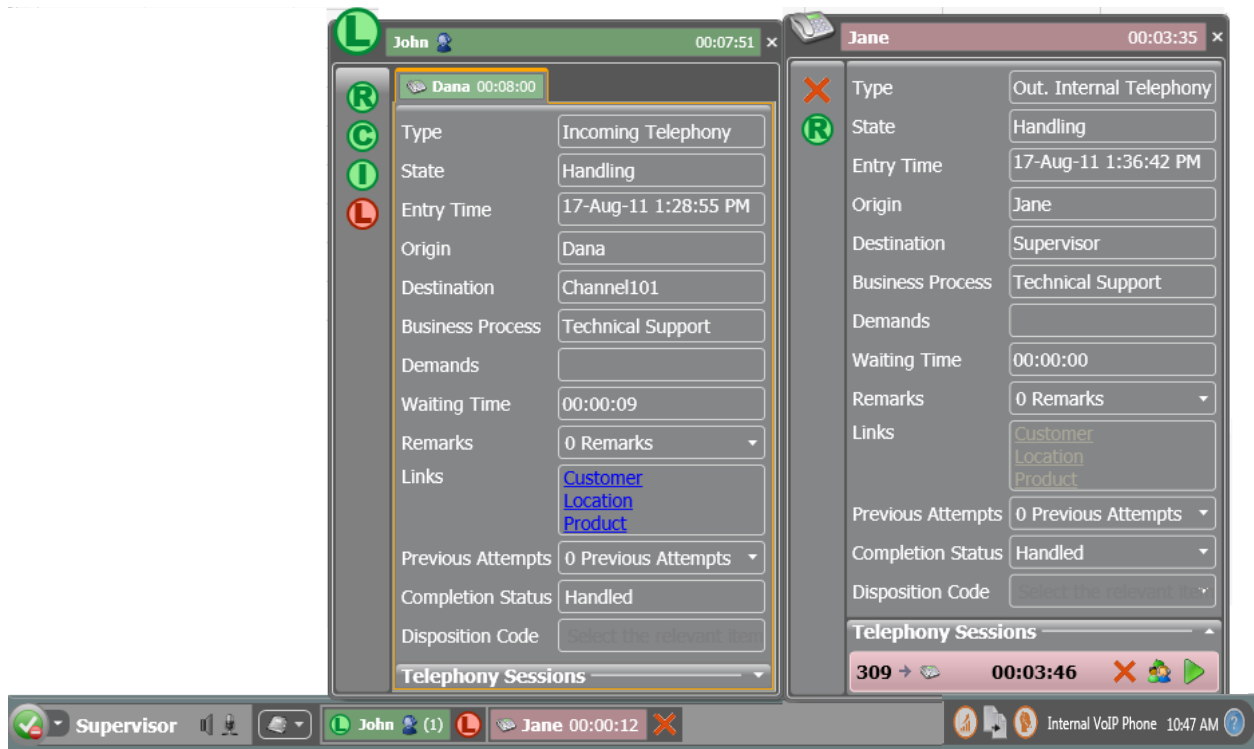 L John 00:07:51 ×
Dana 00:08:00
R
C
I
L
Type Incoming Telephony
State Handling
Entry Time 17-Aug-11 1:28:55 PM
Origin Dana
Destination Channel101
Business Process Technical Support
Demands
Waiting Time 00:00:09
Remarks 0 Remarks
Links Customer
Location
Product
Previous Attempts 0 Previous Attempts
Completion Status Handled
Disposition Code Select the relevant item
Telephony Sessions
Jane 00:03:35 ×
R
Type Out. Internal Telephony
State Handling
Entry Time 17-Aug-11 1:36:42 PM
Origin Jane
Destination Supervisor
Business Process Technical Support
Demands
Waiting Time 00:00:00
Remarks 0 Remarks
Links Customer
Location
Product
Previous Attempts 0 Previous Attempts
Completion Status Handled
Disposition Code Select the relevant
Telephony Sessions
309 → 00:03:46
Supervisor L John (1) L Jane 00:00:12 Internal VoIP Phone 10:47 AM ?